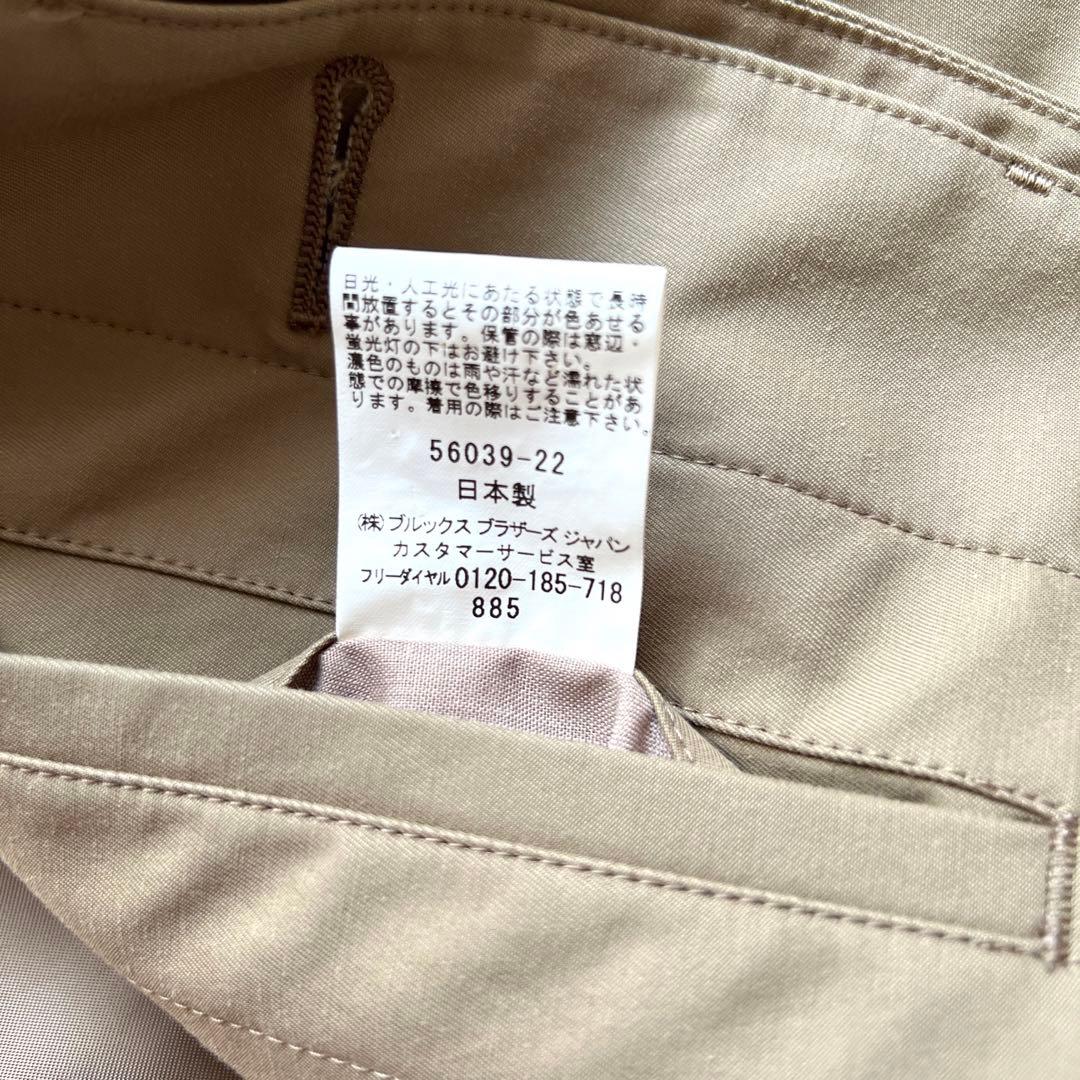 日光・人工光にあたる状態で長時
間放置するとその部分が色あせる
事があります。保管の際は窓辺・
蛍光灯の下はお避け下さい。
濃色のものは雨や汗など濡れた状
態での摩擦で色移りすることがあ
ります。着用の際はご注意下さい。
56039-22
日本製
(株)ブルックス ブラザーズ ジャパン
カスタマーサービス室
フリーダイヤル 0120-185-718
885